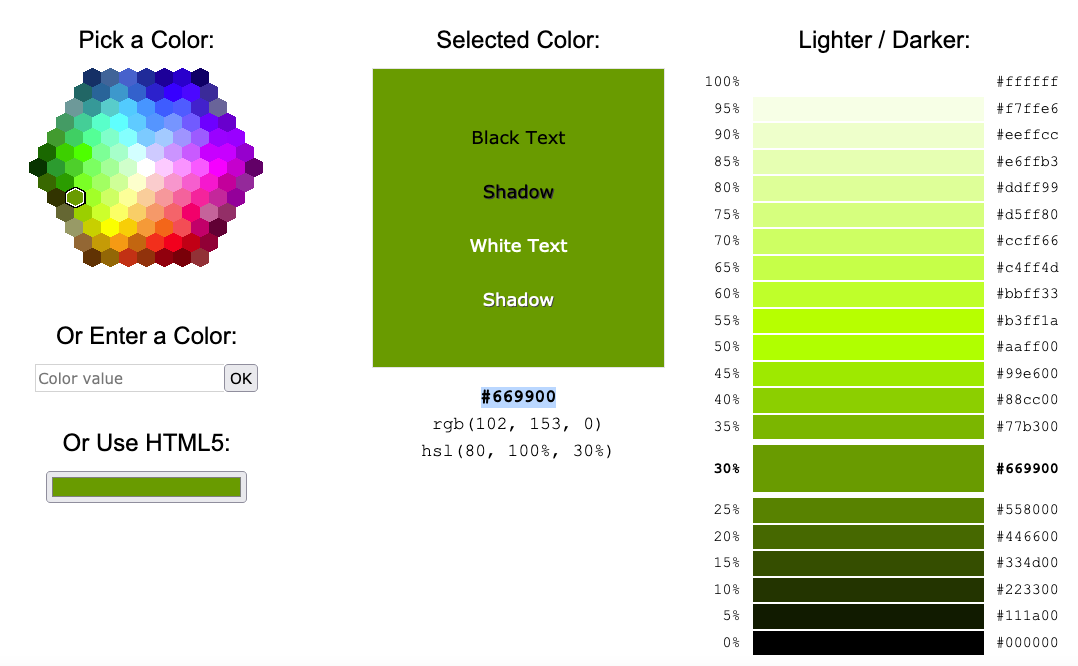 Pick a Color:
Or Enter a Color:
Color value
OK
Or Use HTML5:
Selected Color:
Black Text
Shadow
White Text
Shadow
#669900
rgb(102, 153, 0)
hsl(80, 100%, 30%)
Lighter / Darker:
100% #ffffff
95% #f7ffe6
90% #eeffcc
85% #e6ffb3
80% #ddff99
75% #d5ff80
70% #ccff66
65% #c4ff4d
60% #bbff33
55% #b3ff1a
50% #aaff00
45% #99e600
40% #88cc00
35% #77b300
30% #669900
25% #558000
20% #446600
15% #334d00
10% #223300
5% #111a00
0% #000000